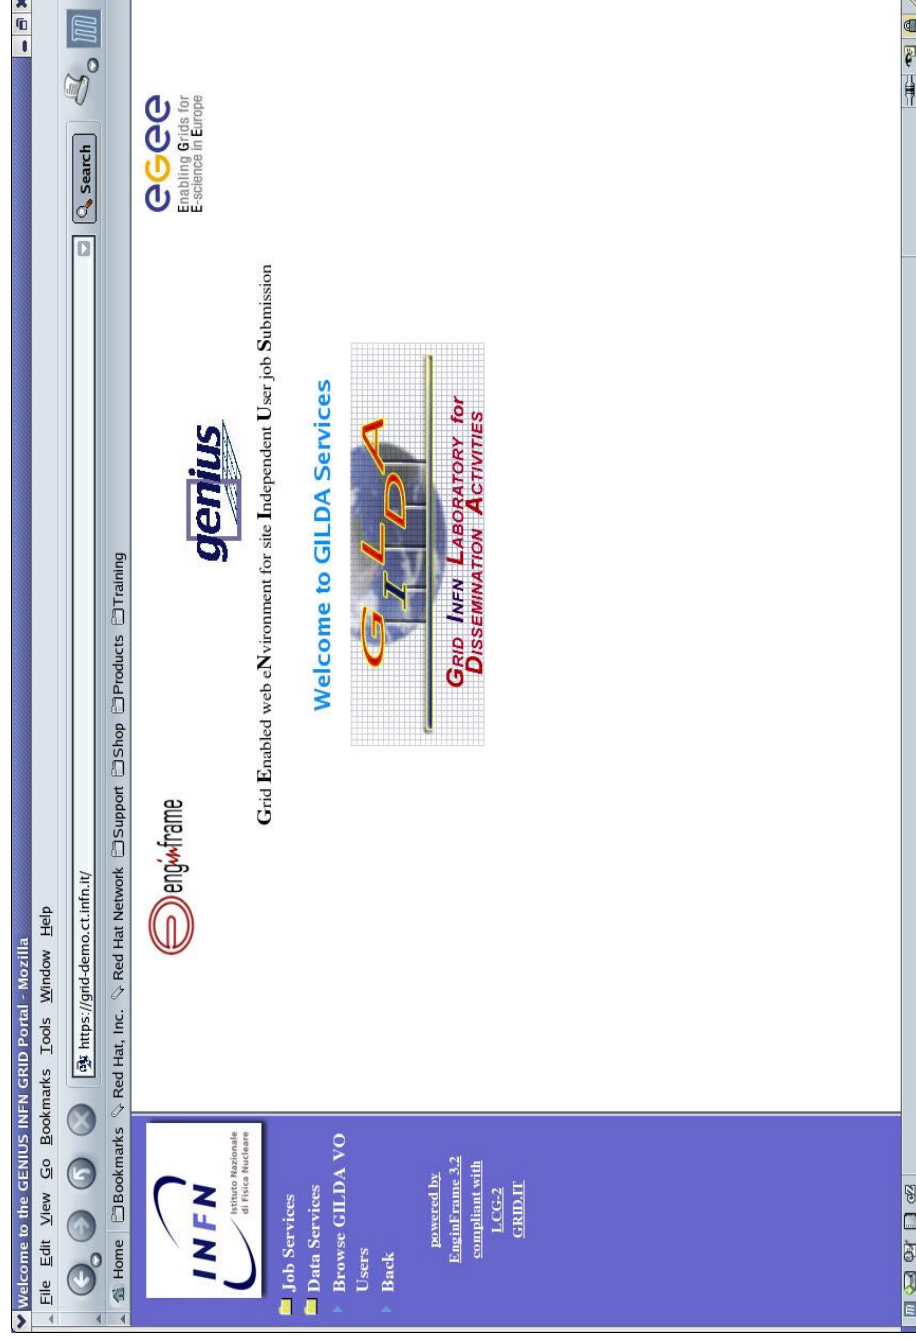 Welcome to the GENIUS INFN GRID Portal - Mozilla
File Edit View Go Bookmarks Tools Window Help
https://grid-demo.ct.infn.it/
Search
Home Bookmarks Red Hat, Inc. Red Hat Network Support Shop Products Training
INFN
Istituto Nazionale
di Fisica Nucleare
Job Services
Data Services
Browse GILDA VO
Users
Back
powered by
EnginFrame 3.2
compliant with
LCG-2
GRID.IT
enginframe
genius
egee
Enabling Grids for
E-science in Europe
Grid Enabled web eNvironment for site Independent User job Submission
Welcome to GILDA Services
GILDA
GRID INFN LABORATORY for
DISSEMINATION ACTIVITIES